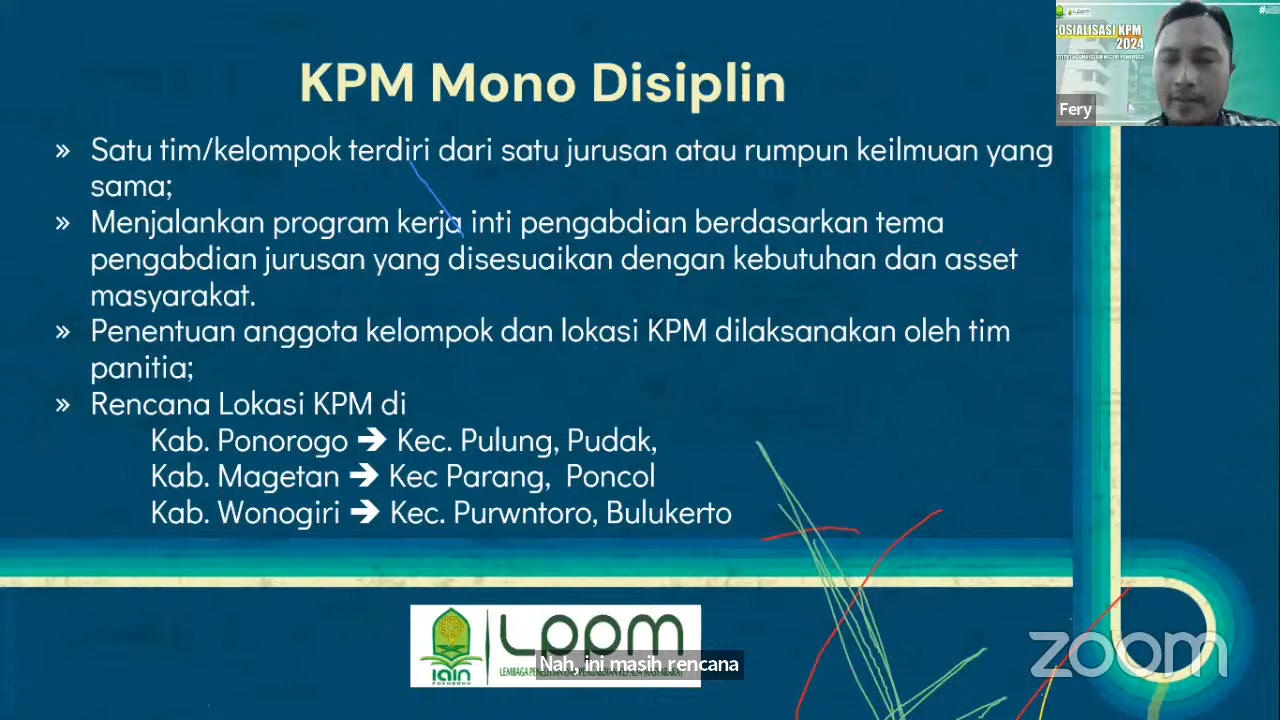 KPM Mono Disiplin
» Satu tim/kelompok terdiri dari satu jurusan atau rumpun keilmuan yang
sama;
» Menjalankan program kerja inti pengabdian berdasarkan tema
pengabdian jurusan yang disesuaikan dengan kebutuhan dan asset
masyarakat.
» Penentuan anggota kelompok dan lokasi KPM dilaksanakan oleh tim
panitia;
» Rencana Lokasi KPM di
Kab. Ponorogo ➔ Kec. Pulung, Pudak,
Kab. Magetan ➔ Kec Parang, Poncol
Kab. Wonogiri ➔ Kec. Purwntoro, Bulukerto
SOSIALISASI KPM
2024
Fery
iain
PONOROGO
LPPM
Nah, ini masih rencana
zoom